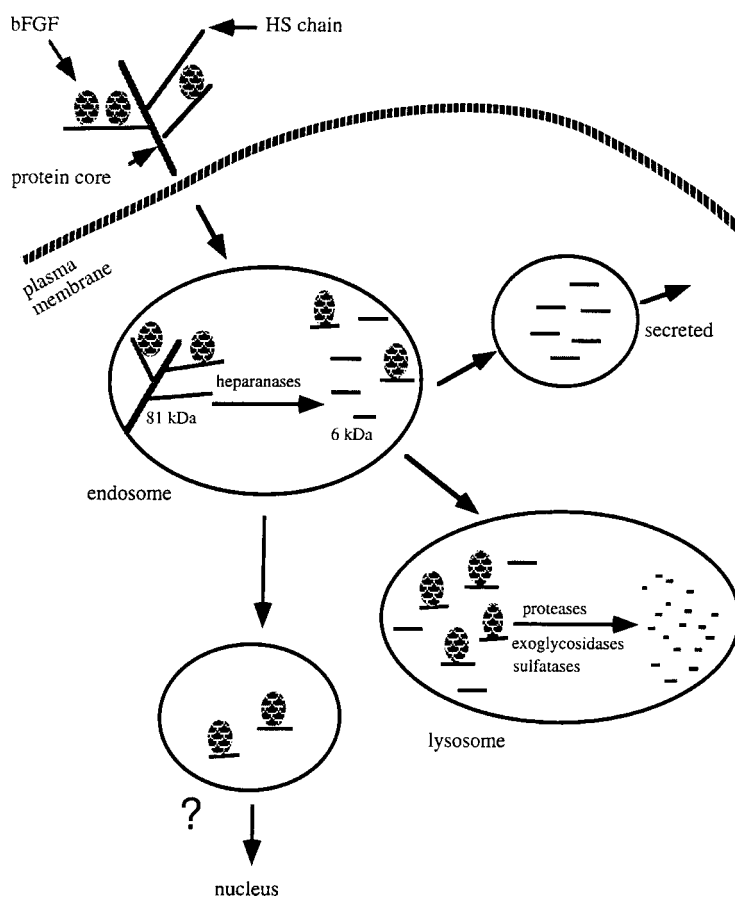 bFGF
HS chain
protein core
plasma
membrane
secreted
heparanases
81 kDa
6 kDa
endosome
proteases
exoglycosidases
sulfatases
lysosome
?
nucleus